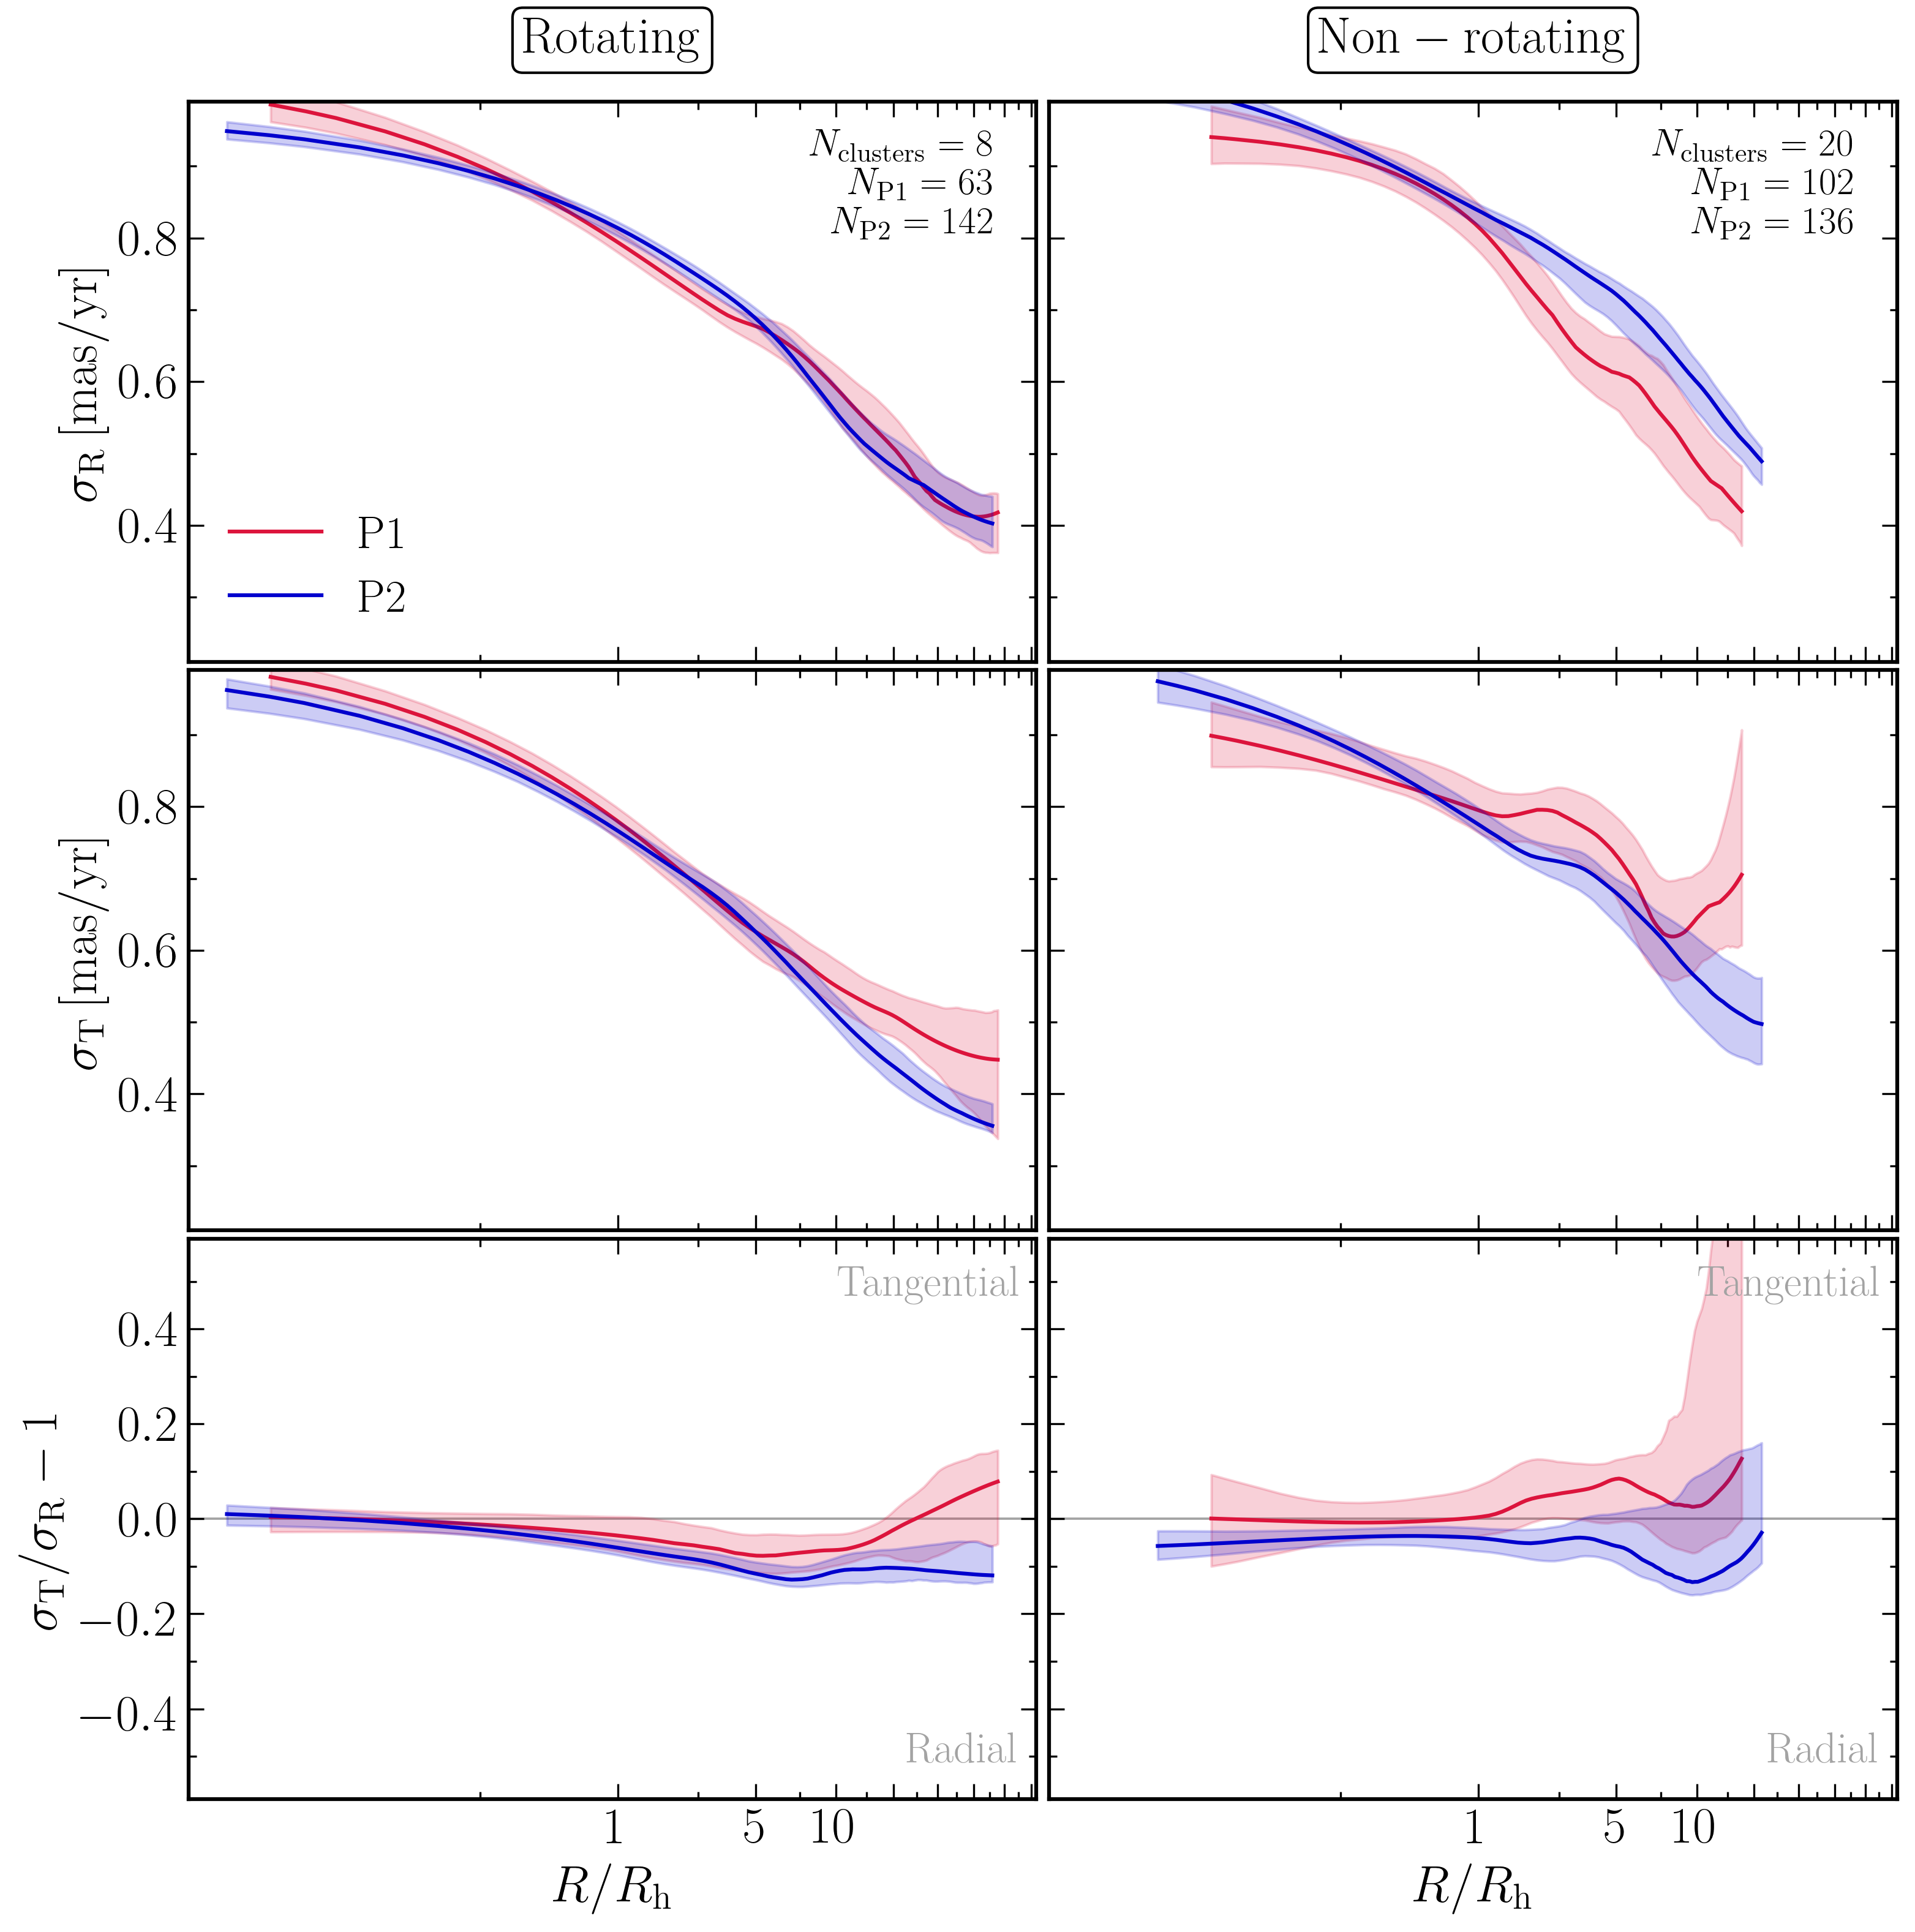 Rotating
Non − rotating
N_clusters = 8
N_P1 = 63
N_P2 = 142
N_clusters = 20
N_P1 = 102
N_P2 = 136
σ_R [mas/yr]
0.8
0.6
0.4
P1
P2
σ_T [mas/yr]
0.8
0.6
0.4
σ_T/σ_R − 1
0.4
0.2
0.0
−0.2
−0.4
Tangential
Radial
Tangential
Radial
1 5 10
1 5 10
R/R_h
R/R_h